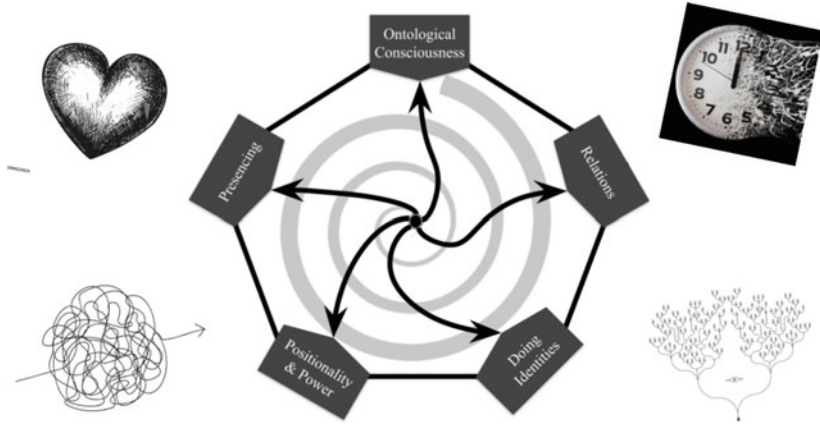 Ontological
Consciousness
Presencing
Relations
Positionality
& Power
Doing
Identities
12
11
10
9
8
7
6
5